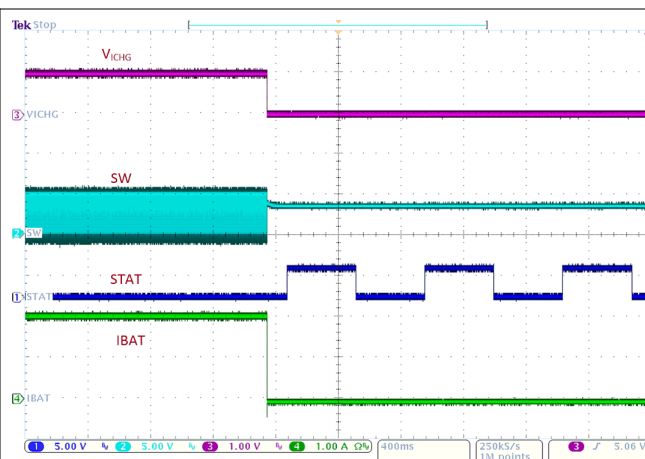 Tek Stop
VICHG
3 VICHG
SW
2 SW
STAT
1 STAT
IBAT
4 IBAT
1 5.00 V 2 5.00 V 3 1.00 V 4 1.00 A Ω 400ms 250kS/s 3 5.06 V
1M points